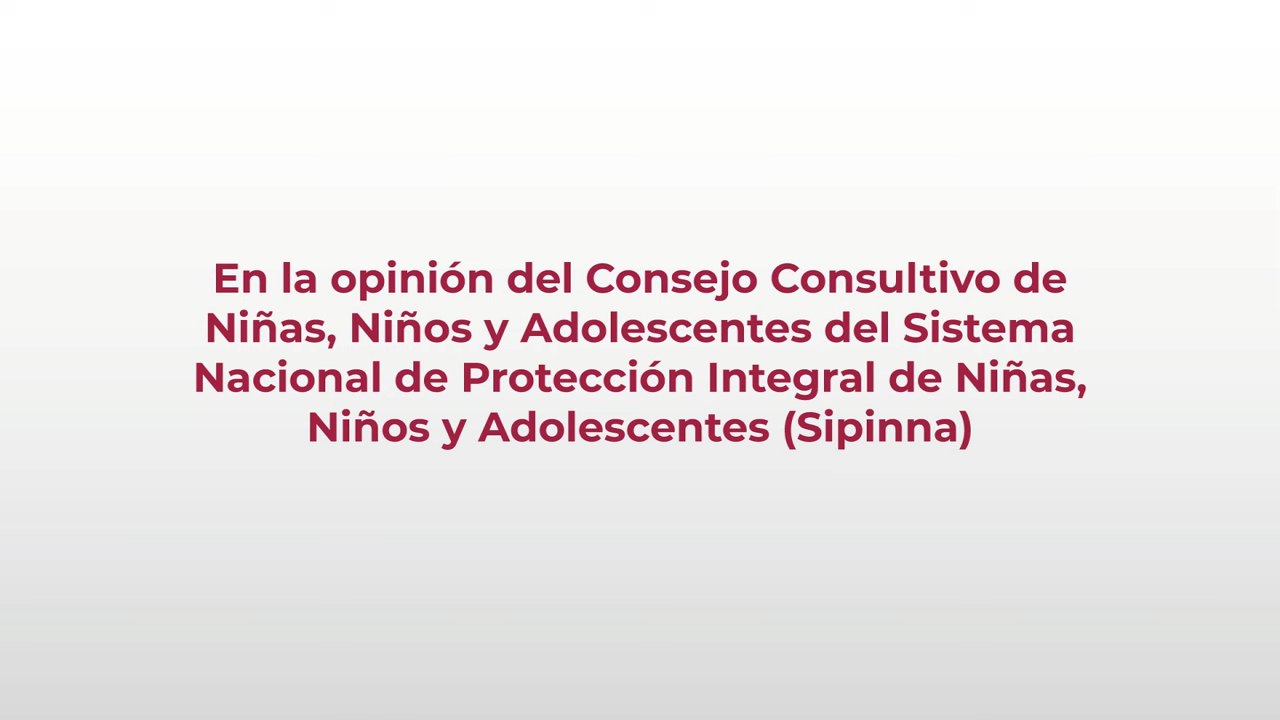 En la opinión del Consejo Consultivo de
Niñas, Niños y Adolescentes del Sistema
Nacional de Protección Integral de Niñas,
Niños y Adolescentes (Sipinna)